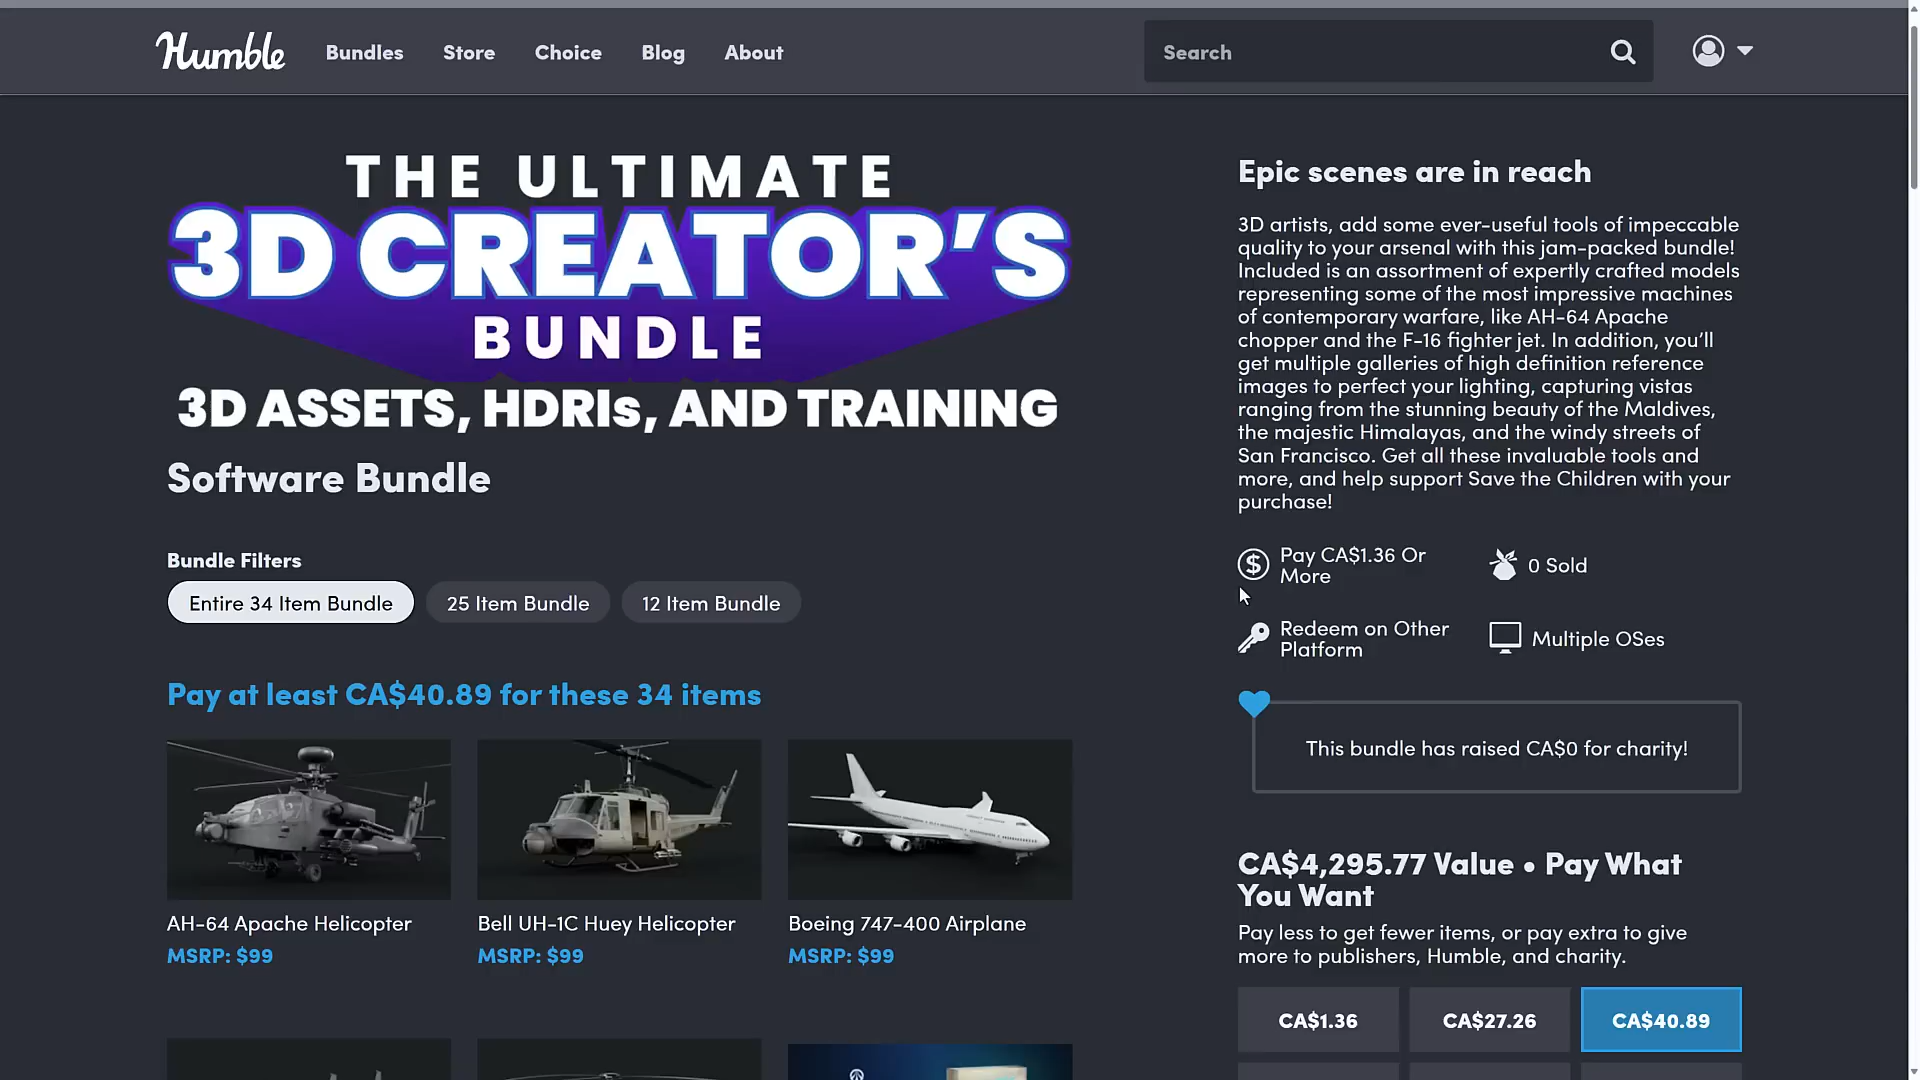 Humble
Bundles
Store
Choice
Blog
About
Search
THE ULTIMATE
3D CREATOR'S
BUNDLE
3D ASSETS, HDRIs, AND TRAINING
Software Bundle
Bundle Filters
Entire 34 Item Bundle
25 Item Bundle
12 Item Bundle
Pay at least CA$40.89 for these 34 items
AH-64 Apache Helicopter
MSRP: $99
Bell UH-1C Huey Helicopter
MSRP: $99
Boeing 747-400 Airplane
MSRP: $99
Epic scenes are in reach
3D artists, add some ever-useful tools of impeccable
quality to your arsenal with this jam-packed bundle!
Included is an assortment of expertly crafted models
representing some of the most impressive machines
of contemporary warfare, like AH-64 Apache
chopper and the F-16 fighter jet. In addition, you’ll
get multiple galleries of high definition reference
images to perfect your lighting, capturing vistas
ranging from the stunning beauty of the Maldives,
the majestic Himalayas, and the windy streets of
San Francisco. Get all these invaluable tools and
more, and help support Save the Children with your
purchase!
Pay CA$1.36 Or
More
0 Sold
Redeem on Other
Platform
Multiple OSes
This bundle has raised CA$0 for charity!
CA$4,295.77 Value • Pay What
You Want
Pay less to get fewer items, or pay extra to give
more to publishers, Humble, and charity.
CA$1.36
CA$27.26
CA$40.89